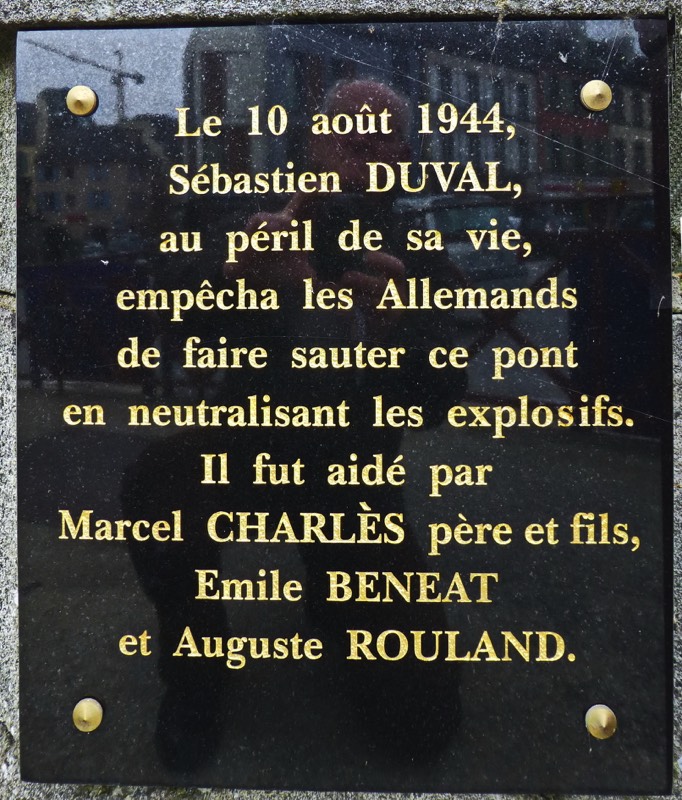 Le 10 août 1944,
Sébastien DUVAL,
au péril de sa vie,
empêcha les Allemands
de faire sauter ce pont
en neutralisant les explosifs.
Il fut aidé par
Marcel CHARLÈS père et fils,
Emile BENEAT
et Auguste ROULAND.